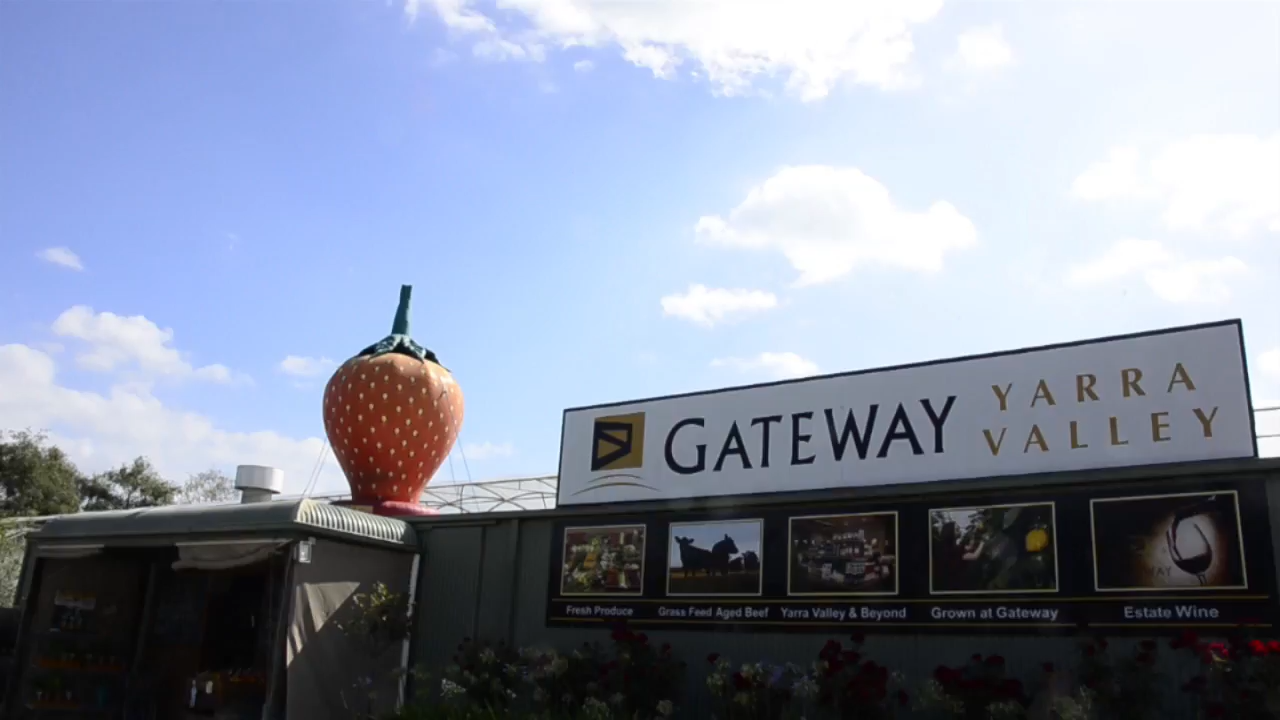 GATEWAY
YARRA
VALLEY
Fresh Produce
Grass Feed Aged Beef
Yarra Valley & Beyond
Grown at Gateway
Estate Wine